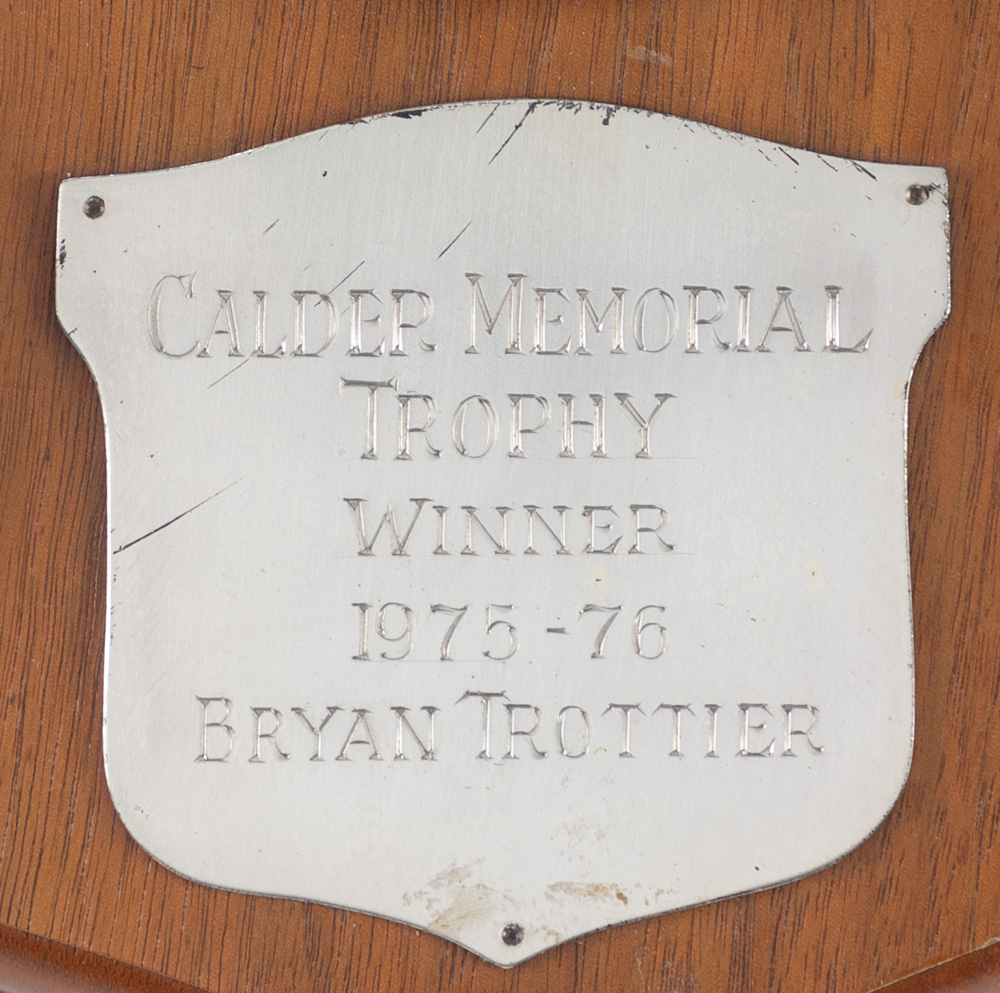 CALDER MEMORIAL
TROPHY
WINNER
1975-76
BRYAN TROTTIER